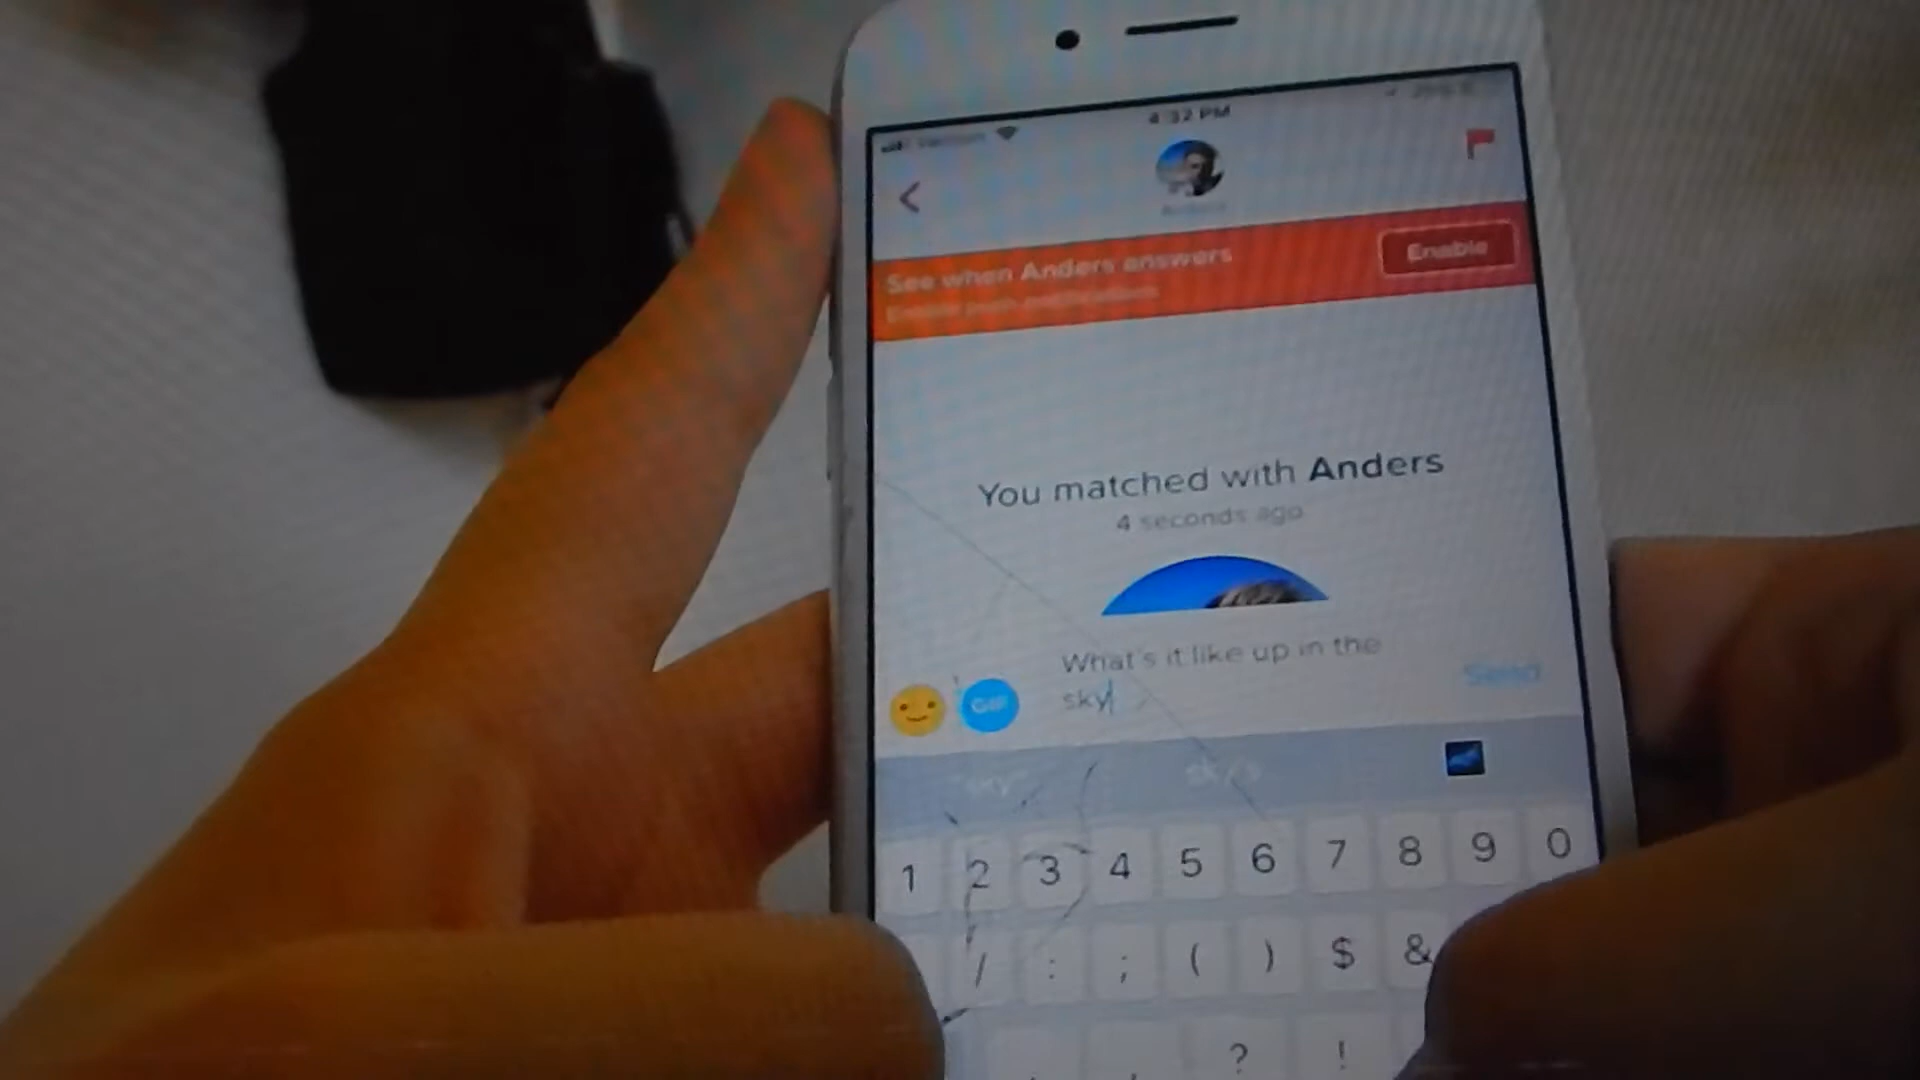 4:32 PM
See when Anders answers
Enable
You matched with Anders
4 seconds ago
What's it like up in the
sky
GIF
Send
1 2 3 4 5 6 7 8 9 0
/ : ; ( ) $ &
? !